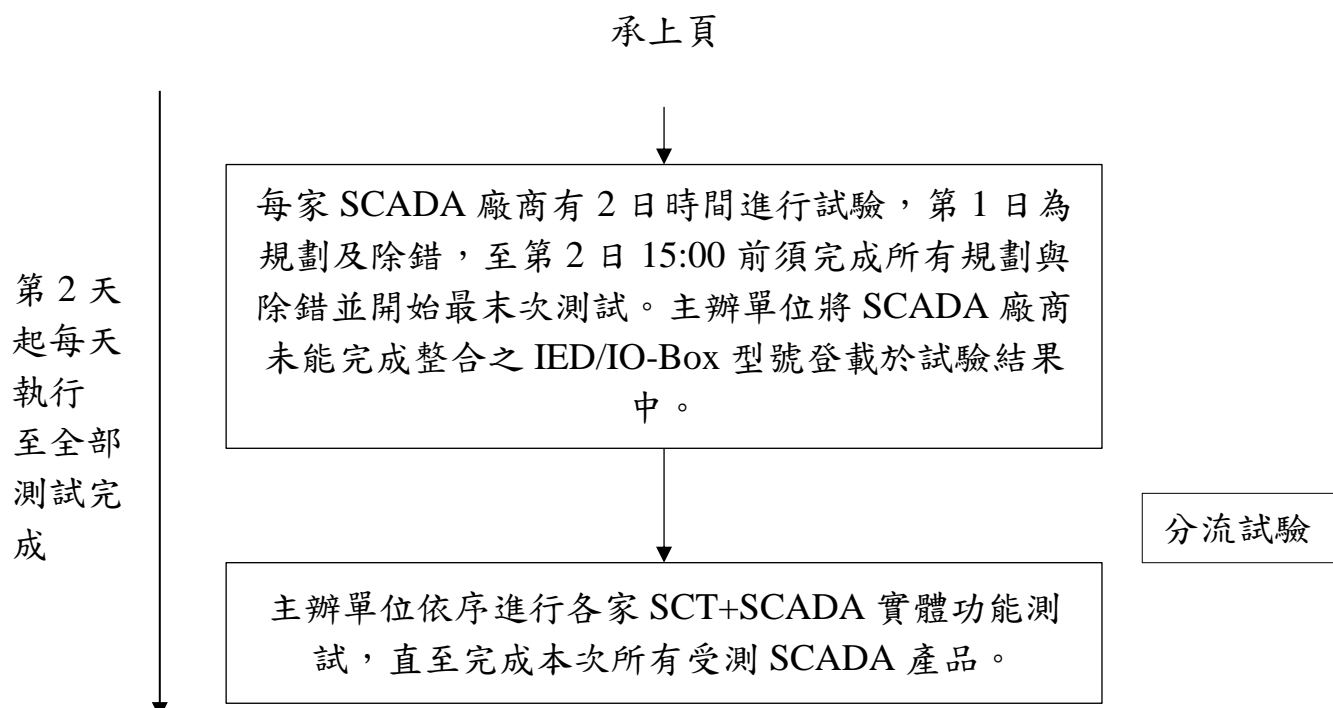 承上頁
每家 SCADA 廠商有 2 日時間進行試驗，第 1 日為
規劃及除錯，至第 2 日 15:00 前須完成所有規劃與
除錯並開始最末次測試。主辦單位將 SCADA 廠商
未能完成整合之 IED/IO-Box 型號登載於試驗結果
中。
第 2 天
起每天
執行
至全部
測試完
成
分流試驗
主辦單位依序進行各家 SCT+SCADA 實體功能測
試，直至完成本次所有受測 SCADA 產品。